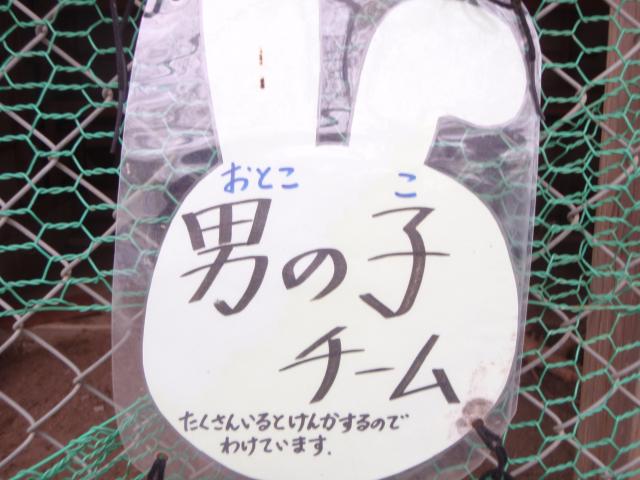 おとこ こ
男の子
チーム
たくさんいるとけんかするので
わけています.